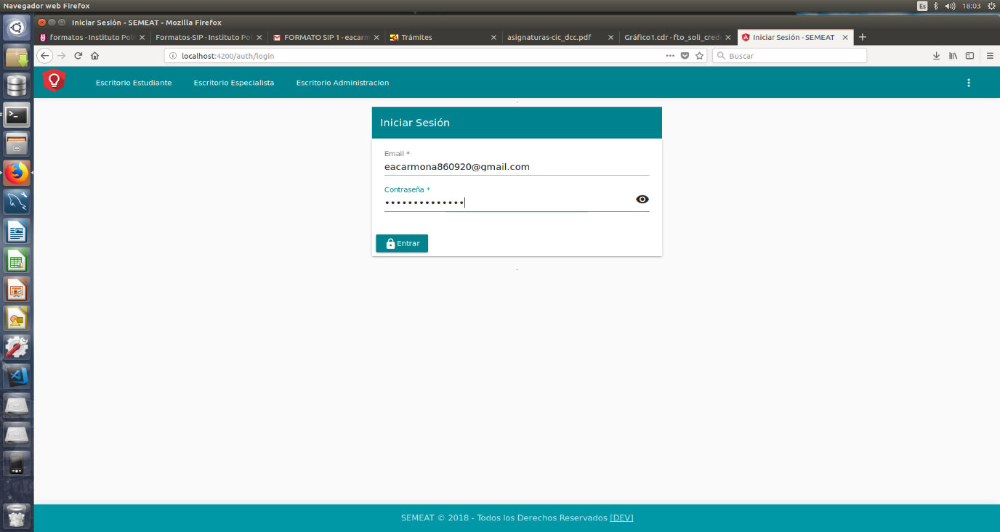 Navegador web Firefox
Es
18:03
Iniciar Sesión - SEMEAT - Mozilla Firefox
formatos - Instituto Poli
Formatos-SIP - Instituto Pol
FORMATO SIP 1 - eacarm
Trámites
asignaturas-cic_dcc.pdf
Gráfico1.cdr - fto_soli_cred
Iniciar Sesión - SEMEAT
localhost:4200/auth/login
Buscar
Escritorio Estudiante
Escritorio Especialista
Escritorio Administracion
Iniciar Sesión
Email *
eacarmona860920@gmail.com
Contraseña *
••••••••••••••
Entrar
SEMEAT © 2018 - Todos los Derechos Reservados [DEV]